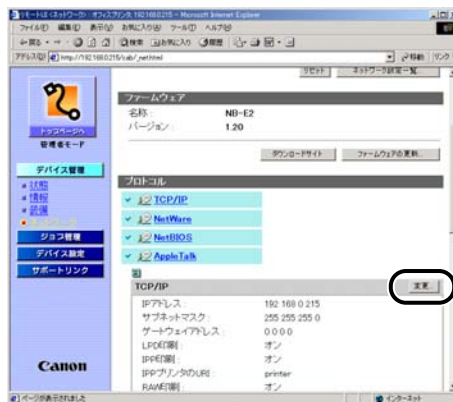 リモートUI <ネットワーク> : オフィスプリンタ, 192.168.0.215 - Microsoft Internet Explorer
ファイル(F) 編集(E) 表示(V) お気に入り(A) ツール(T) ヘルプ(H)
戻る 検索 お気に入り 履歴
アドレス(D) 移動 リンク
リセット ネットワーク設定一覧
トップページへ
管理者モード
ファームウェア
名称: NB-E2
バージョン: 1.20
ダウンロードサイト ファームウェアの更新...
デバイス管理
状態
情報
プロトコル
TCP/IP
NetWare
NetBIOS
AppleTalk
ジョブ管理
デバイス設定
サポートリンク
TCP/IP 変更
IPアドレス: 192.168.0.215
サブネットマスク: 255.255.255.0
ゲートウェイアドレス: 0.0.0.0
LPD印刷: オン
IPP印刷: オン
IPPプリンタのURI: printer
RAW印刷: オン
Canon
ページが表示されました インターネット